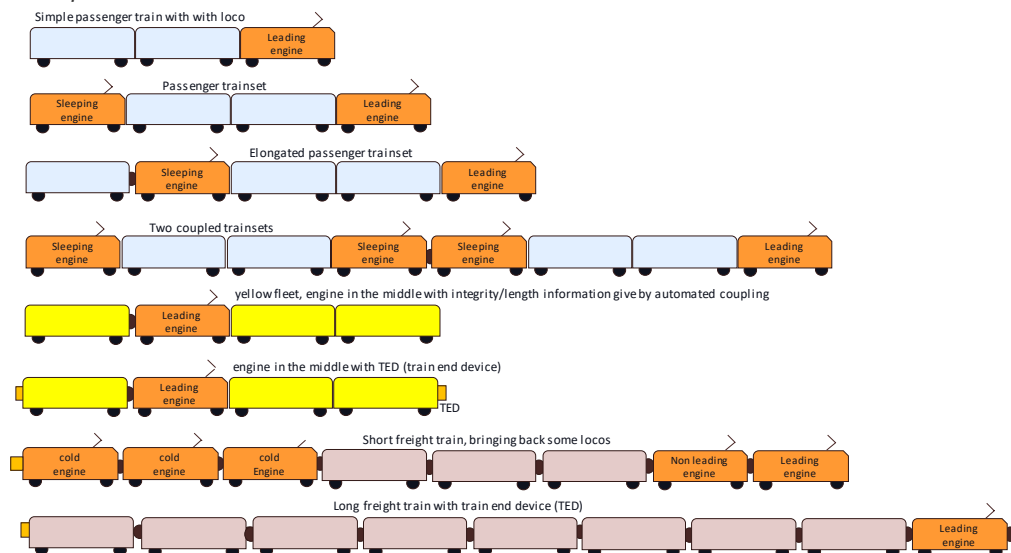 Simple passenger train with with loco
Leading
engine
Passenger trainset
Sleeping
engine
Leading
engine
Elongated passenger trainset
Sleeping
engine
Leading
engine
Two coupled trainsets
Sleeping
engine
Sleeping
engine
Sleeping
engine
Leading
engine
yellow fleet, engine in the middle with integrity/length information give by automated coupling
Leading
engine
engine in the middle with TED (train end device)
Leading
engine
TED
Short freight train, bringing back some locos
cold
engine
cold
engine
cold
Engine
Non leading
engine
Leading
engine
Long freight train with train end device (TED)
Leading
engine